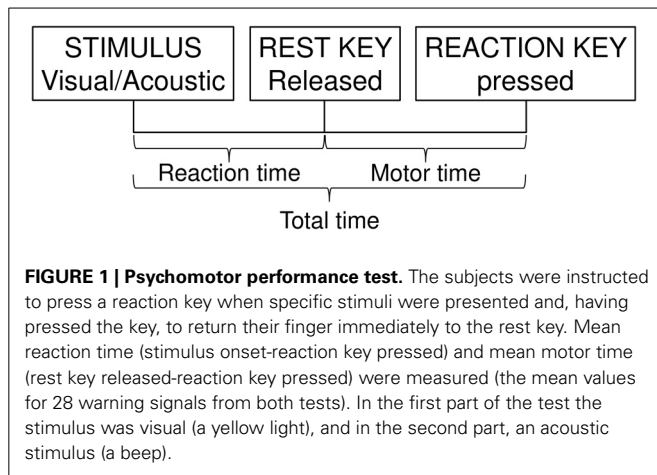 STIMULUS
Visual/Acoustic
REST KEY
Released
REACTION KEY
pressed
Reaction time
Motor time
Total time
FIGURE 1 | Psychomotor performance test. The subjects were instructed
to press a reaction key when specific stimuli were presented and, having
pressed the key, to return their finger immediately to the rest key. Mean
reaction time (stimulus onset-reaction key pressed) and mean motor time
(rest key released-reaction key pressed) were measured (the mean values
for 28 warning signals from both tests). In the first part of the test the
stimulus was visual (a yellow light), and in the second part, an acoustic
stimulus (a beep).